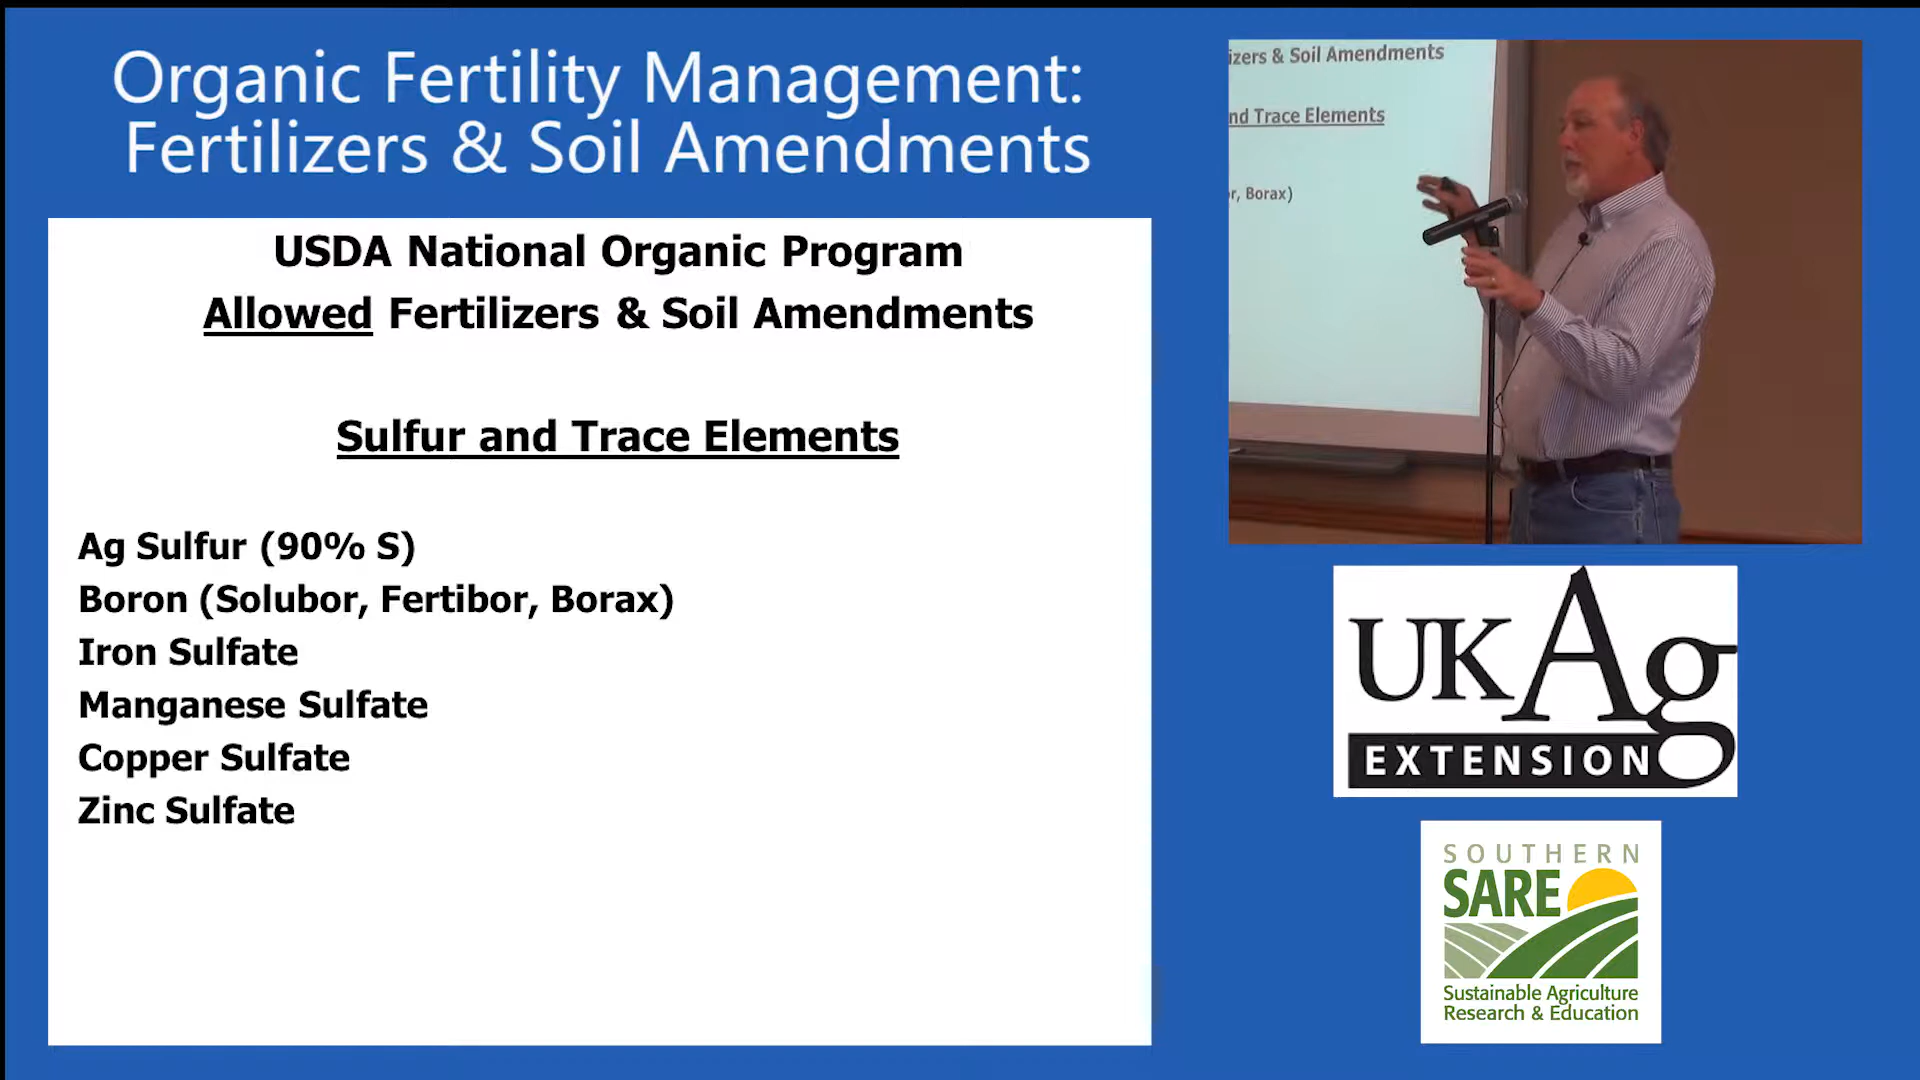 Organic Fertility Management:
Fertilizers & Soil Amendments
USDA National Organic Program
Allowed Fertilizers & Soil Amendments
Sulfur and Trace Elements
Ag Sulfur (90% S)
Boron (Solubor, Fertibor, Borax)
Iron Sulfate
Manganese Sulfate
Copper Sulfate
Zinc Sulfate
izers & Soil Amendments
nd Trace Elements
r, Borax)
UK Ag
EXTENSION
SOUTHERN
SARE
Sustainable Agriculture
Research & Education